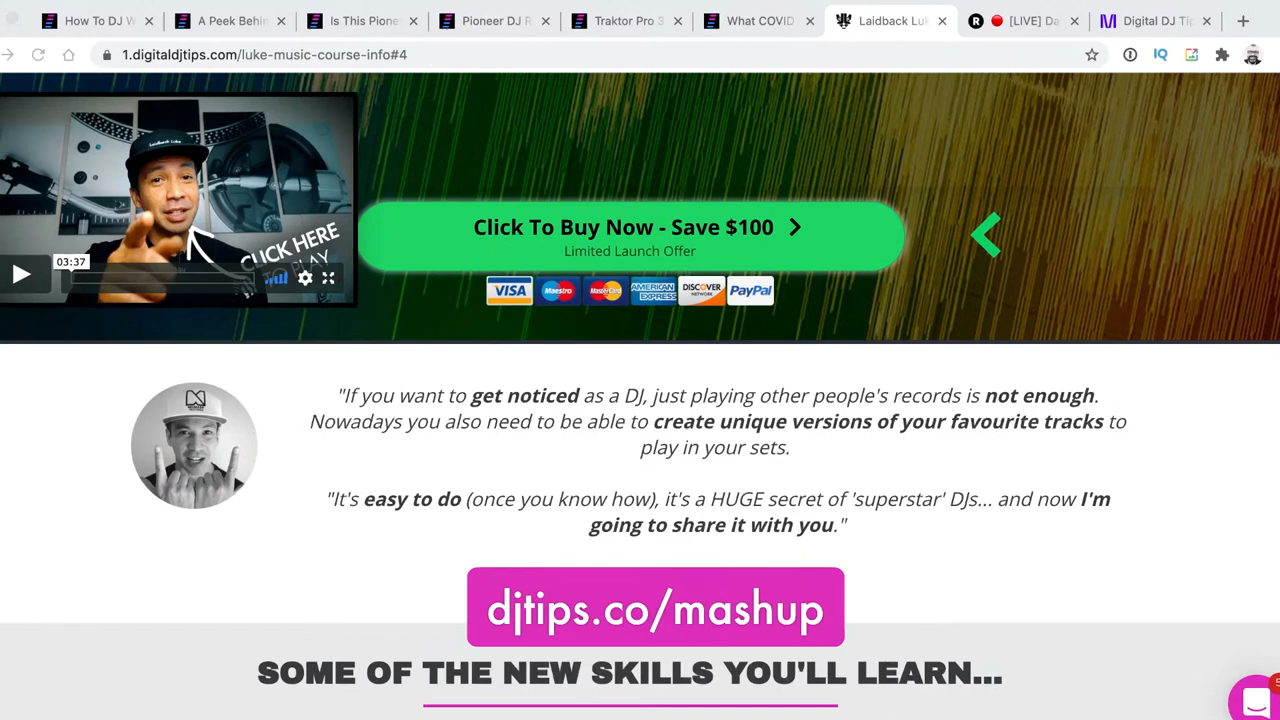 How To DJ
A Peek Behi
Is This Pione
Pioneer DJ R
Traktor Pro 3
What COVID
Laidback Luk
[LIVE] Da
Digital DJ Tip
1.digitaldjtips.com/luke-music-course-info#4
CLICK HERE
TO PLAY
03:37
Click To Buy Now - Save $100
Limited Launch Offer
VISA
Maestro
MasterCard
AMERICAN EXPRESS
DISCOVER NETWORK
PayPal
"If you want to get noticed as a DJ, just playing other people's records is not enough.
Nowadays you also need to be able to create unique versions of your favourite tracks to
play in your sets.
"It's easy to do (once you know how), it's a HUGE secret of 'superstar' DJs... and now I'm
going to share it with you."
djtips.co/mashup
SOME OF THE NEW SKILLS YOU'LL LEARN...
5